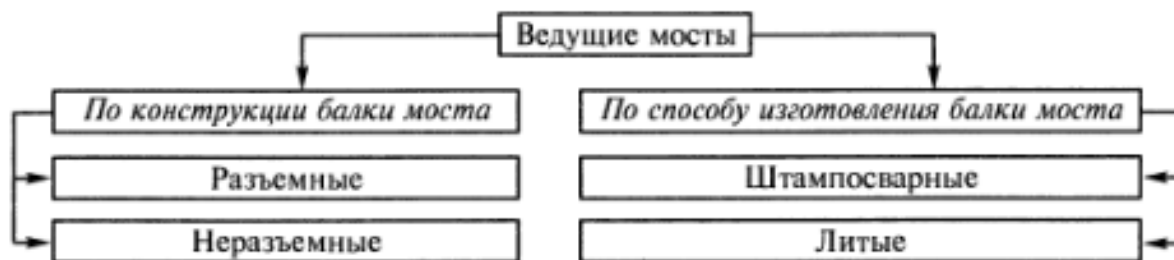 Ведущие мосты
По конструкции балки моста
Разъемные
Неразъемные
По способу изготовления балки моста
Штампосварные
Литые